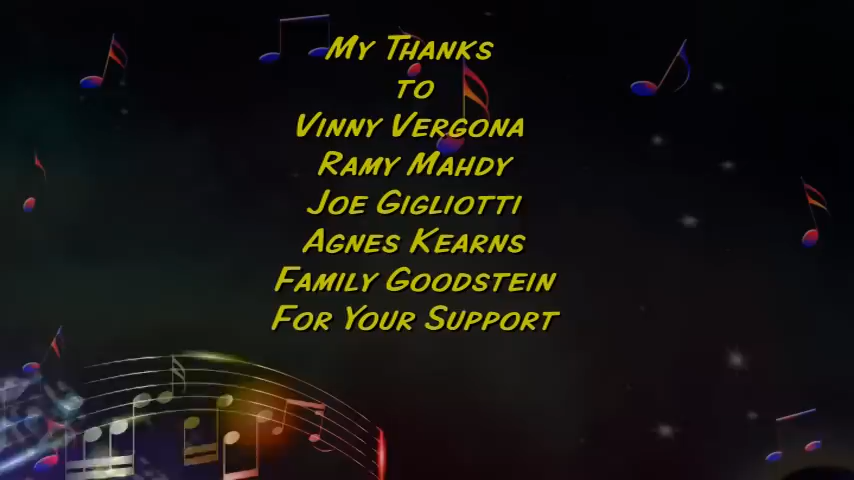 My Thanks
to
Vinny Vergona
Ramy Mahdy
Joe Gigliotti
Agnes Kearns
Family Goodstein
For Your Support